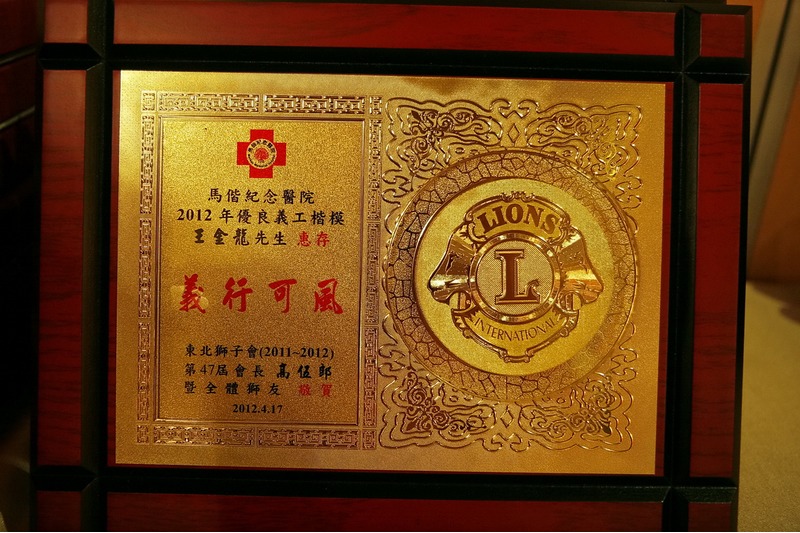 馬偕紀念醫院
2012年優良義工楷模
王金龍先生 惠存
義行可風
東北獅子會(2011~2012)
第47屆會長 高伍郎
暨全體獅友 敬賀
2012.4.17
LIONS
L
INTERNATIONAL